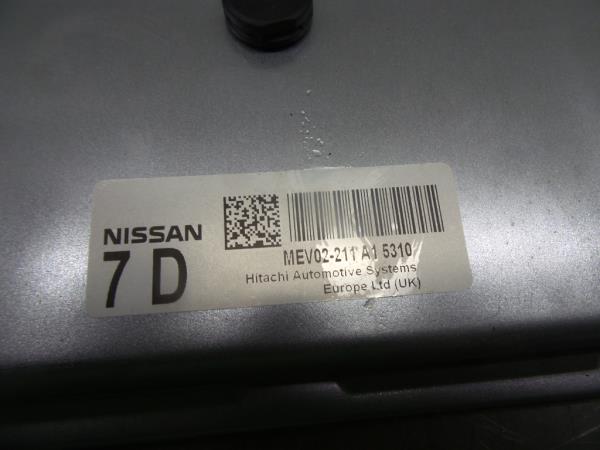 NISSAN
7 D
MEV02-211 A1 5310
Hitachi Automotive Systems
Europe Ltd (UK)